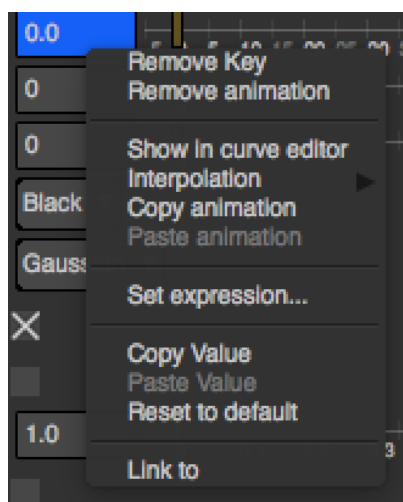 0.0
Remove Key
0
Remove animation
0
Show in curve editor
Interpolation
Black
Copy animation
Paste animation
Set expression...
Copy Value
Paste Value
Reset to default
1.0
3
Link to